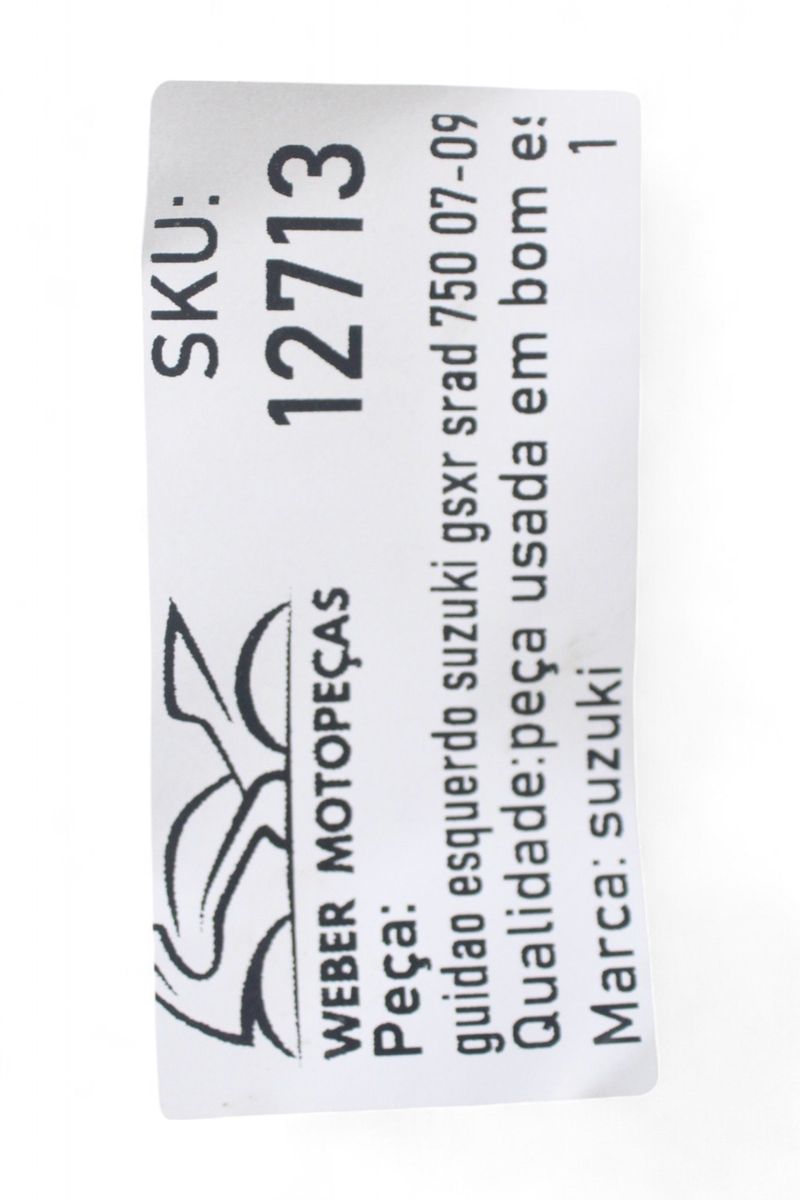 SKU:
12713
WEBER MOTOPEÇAS
Peça:
guidao esquerdo suzuki gsxr srad 750 07-09
Qualidade:peça usada em bom
Marca: suzuki 1